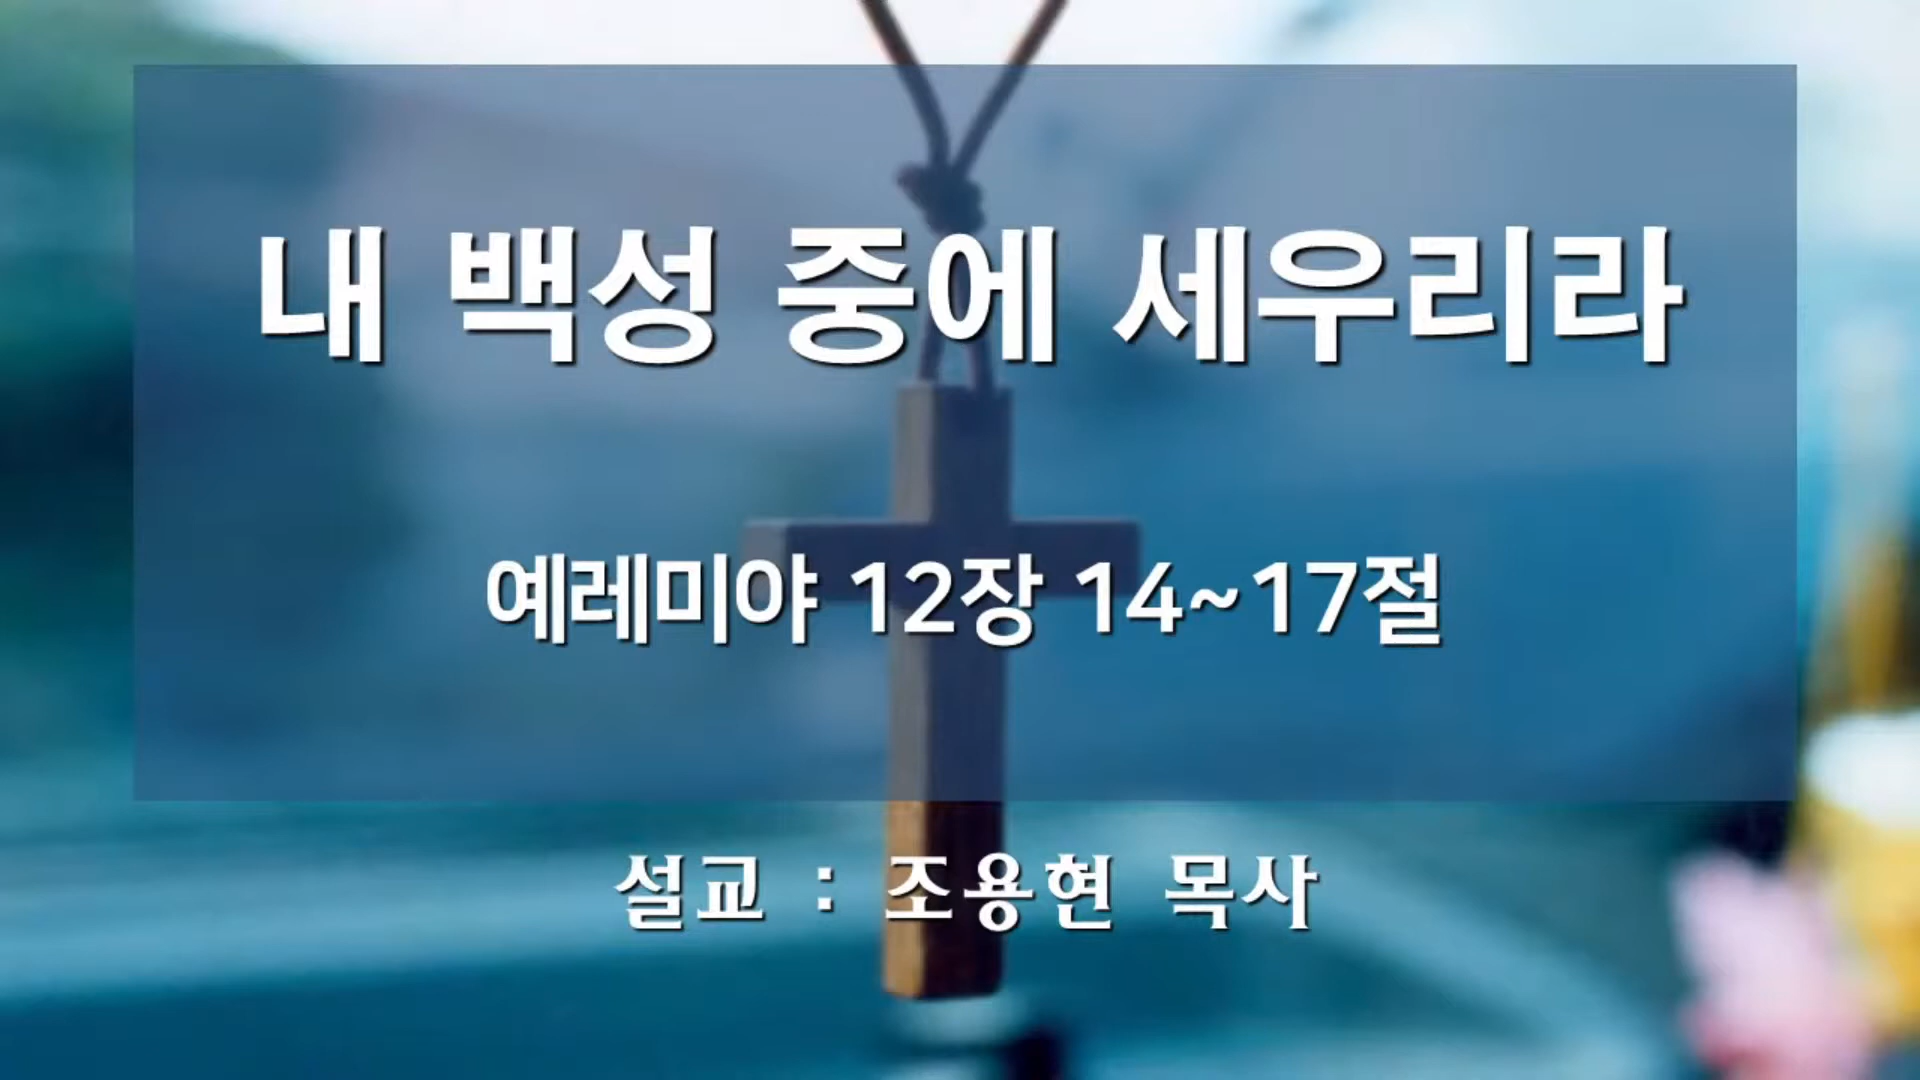 내 백성 중에 세우리라
예레미야 12장 14~17절
설교 : 조용현 목사